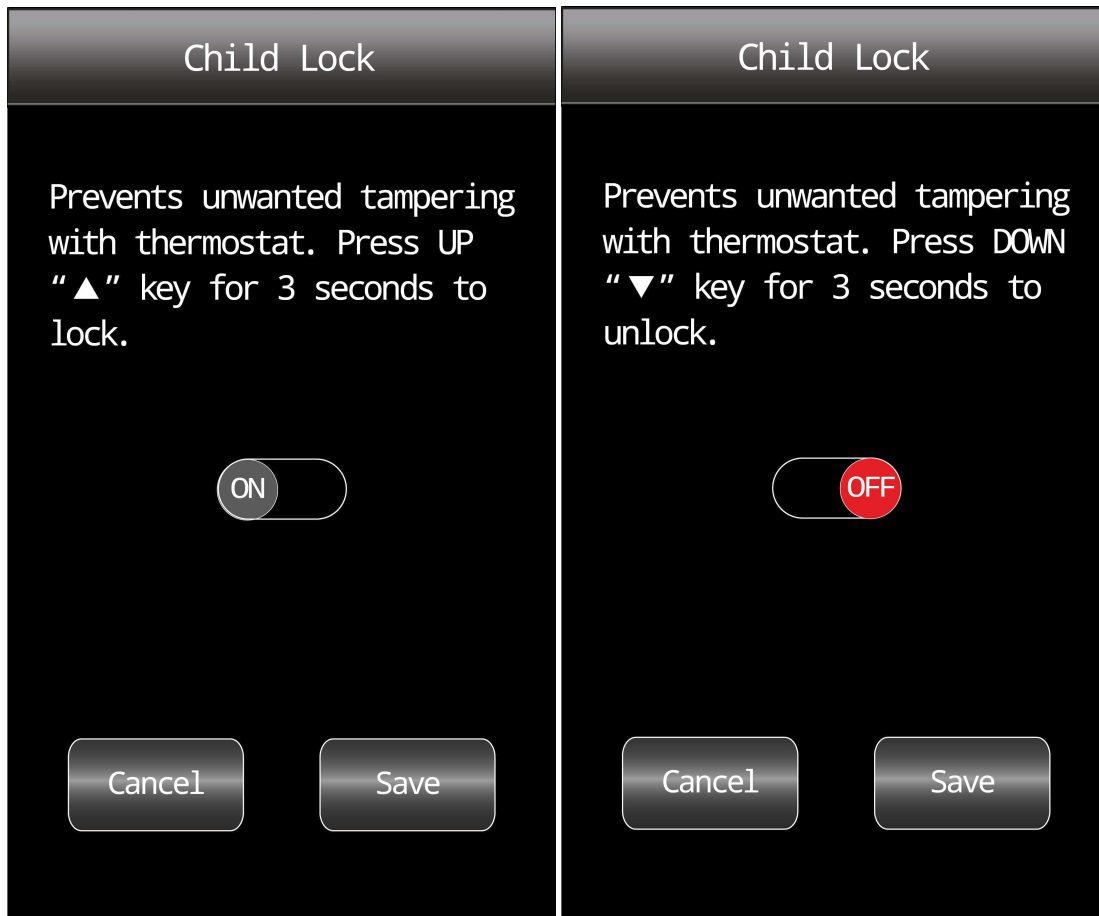 Child Lock
Prevents unwanted tampering
with thermostat. Press UP
“▲” key for 3 seconds to
lock.
ON
Cancel
Save
Child Lock
Prevents unwanted tampering
with thermostat. Press DOWN
“▼” key for 3 seconds to
unlock.
OFF
Cancel
Save